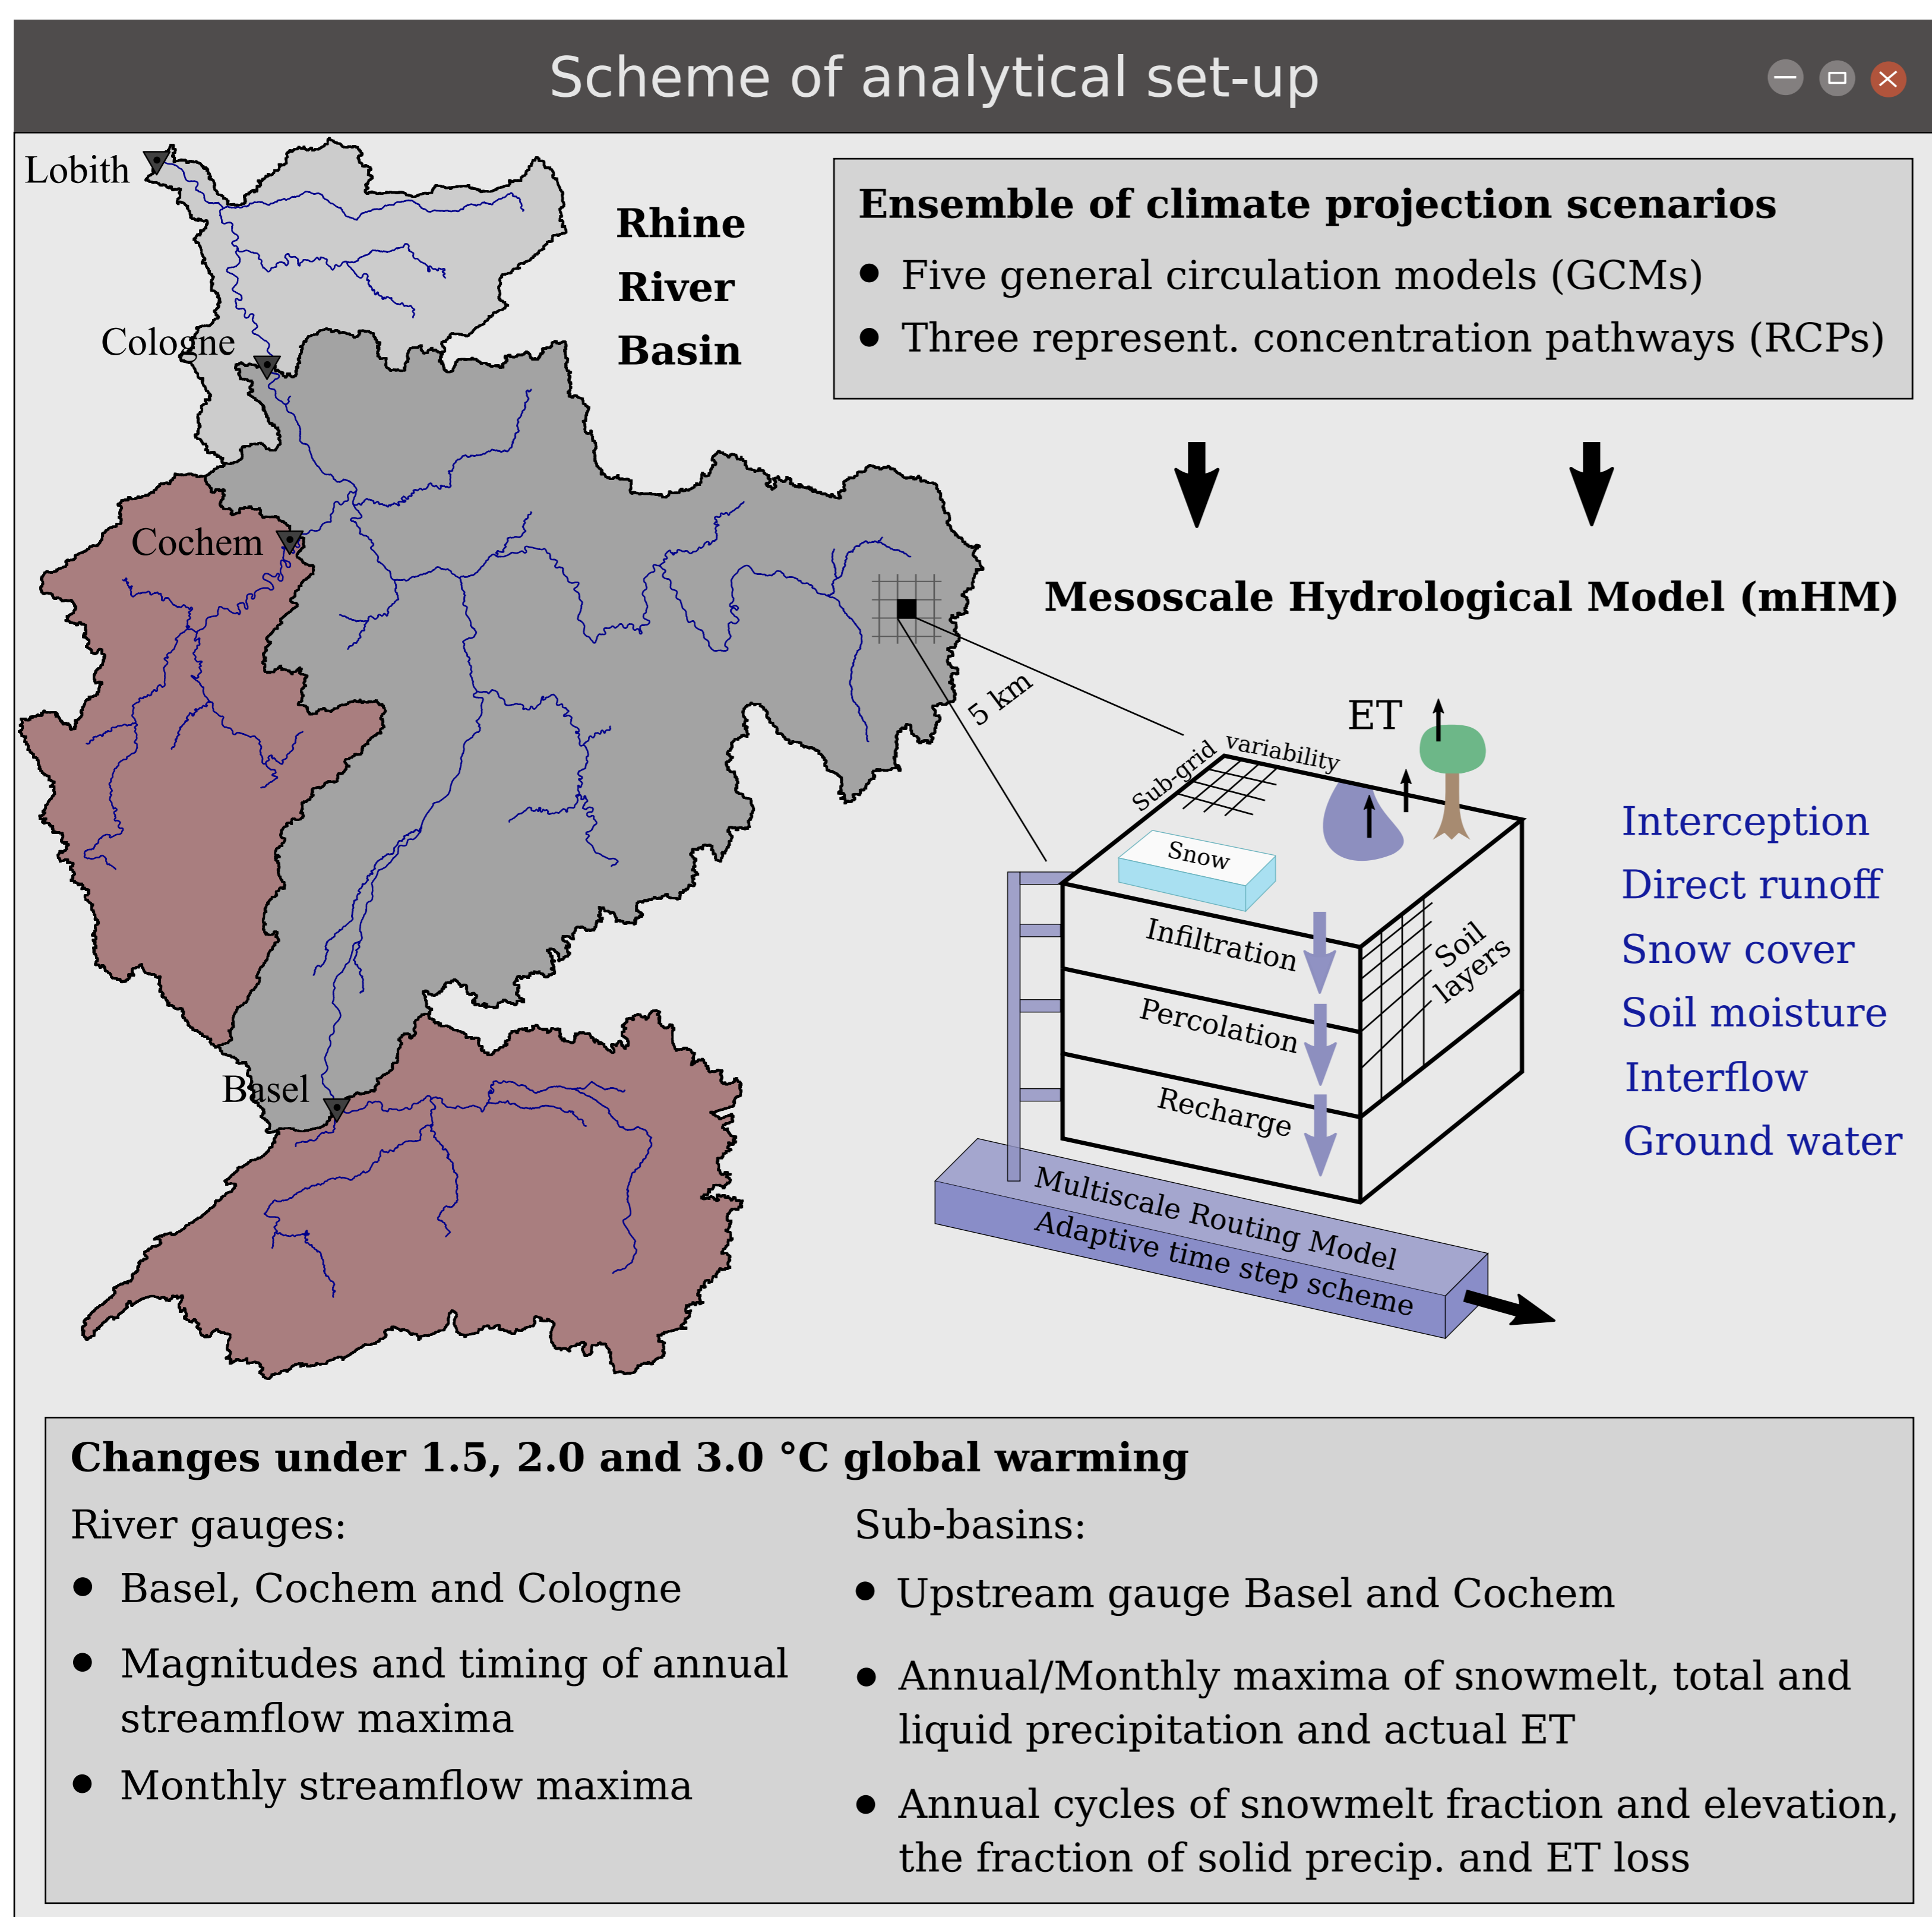 Scheme of analytical set-up
Lobith
Cologne
Cochem
Basel
Rhine
River
Basin
Ensemble of climate projection scenarios
● Five general circulation models (GCMs)
● Three represent. concentration pathways (RCPs)
Mesoscale Hydrological Model (mHM)
5 km
Sub-grid variability
ET
Snow
Infiltration
Percolation
Recharge
Soil
layers
Multiscale Routing Model
Adaptive time step scheme
Interception
Direct runoff
Snow cover
Soil moisture
Interflow
Ground water
Changes under 1.5, 2.0 and 3.0 °C global warming
River gauges:
● Basel, Cochem and Cologne
● Magnitudes and timing of annual
streamflow maxima
● Monthly streamflow maxima
Sub-basins:
● Upstream gauge Basel and Cochem
● Annual/Monthly maxima of snowmelt, total and
liquid precipitation and actual ET
● Annual cycles of snowmelt fraction and elevation,
the fraction of solid precip. and ET loss